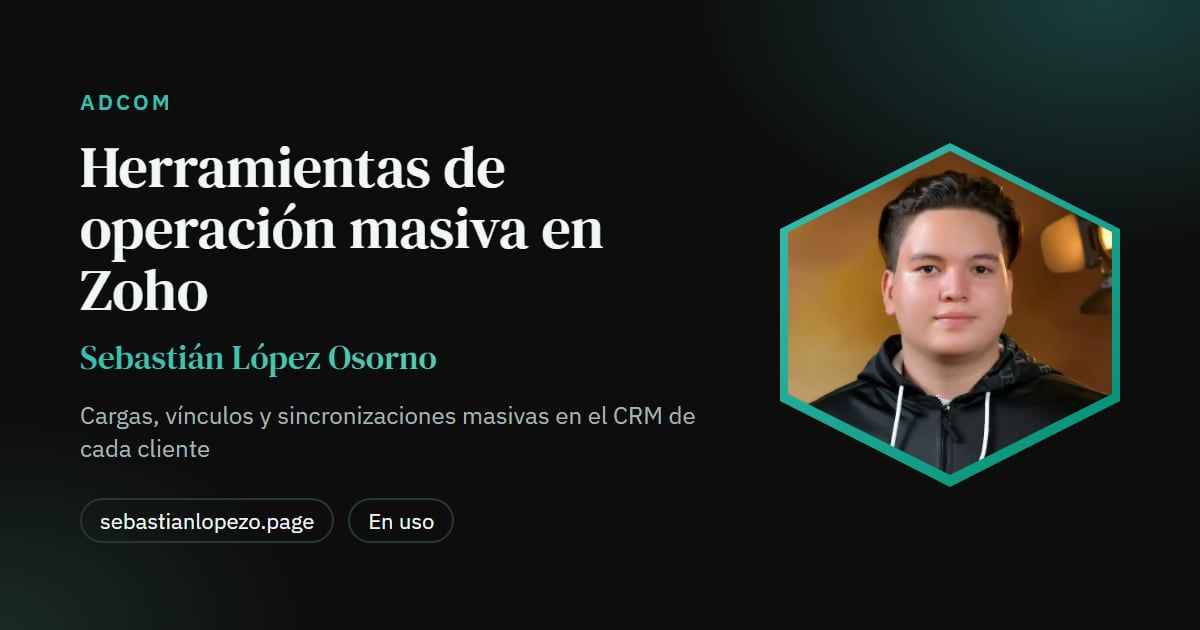 ADCOM
Herramientas de
operación masiva en
Zoho
Sebastián López Osorno
Cargas, vínculos y sincronizaciones masivas en el CRM de
cada cliente
sebastianlopezo.page
En uso